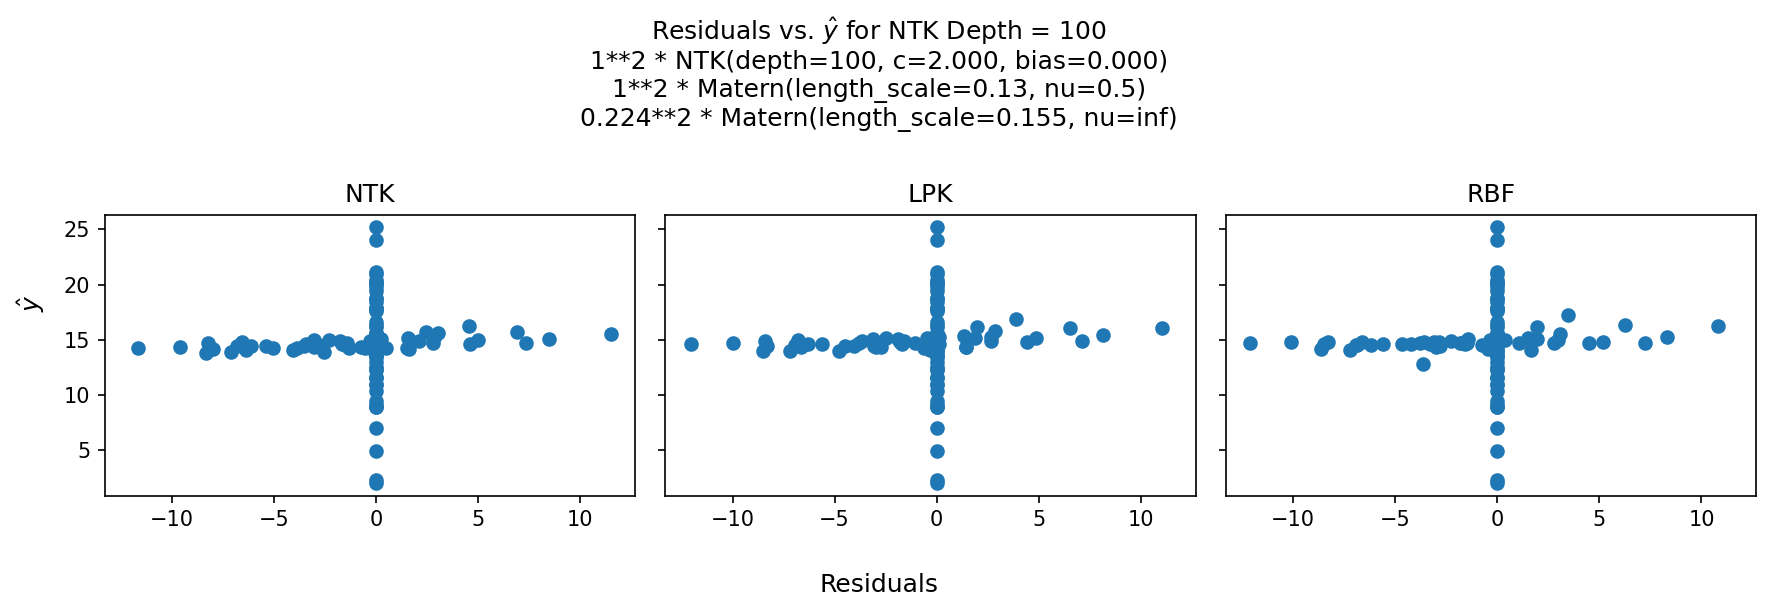 Residuals vs. ŷ for NTK Depth = 100
1**2 * NTK(depth=100, c=2.000, bias=0.000)
1**2 * Matern(length_scale=0.13, nu=0.5)
0.224**2 * Matern(length_scale=0.155, nu=inf)
NTK LPK RBF
25
20
15
10
5
ŷ
−10 −5 0 5 10 −10 −5 0 5 10 −10 −5 0 5 10
Residuals